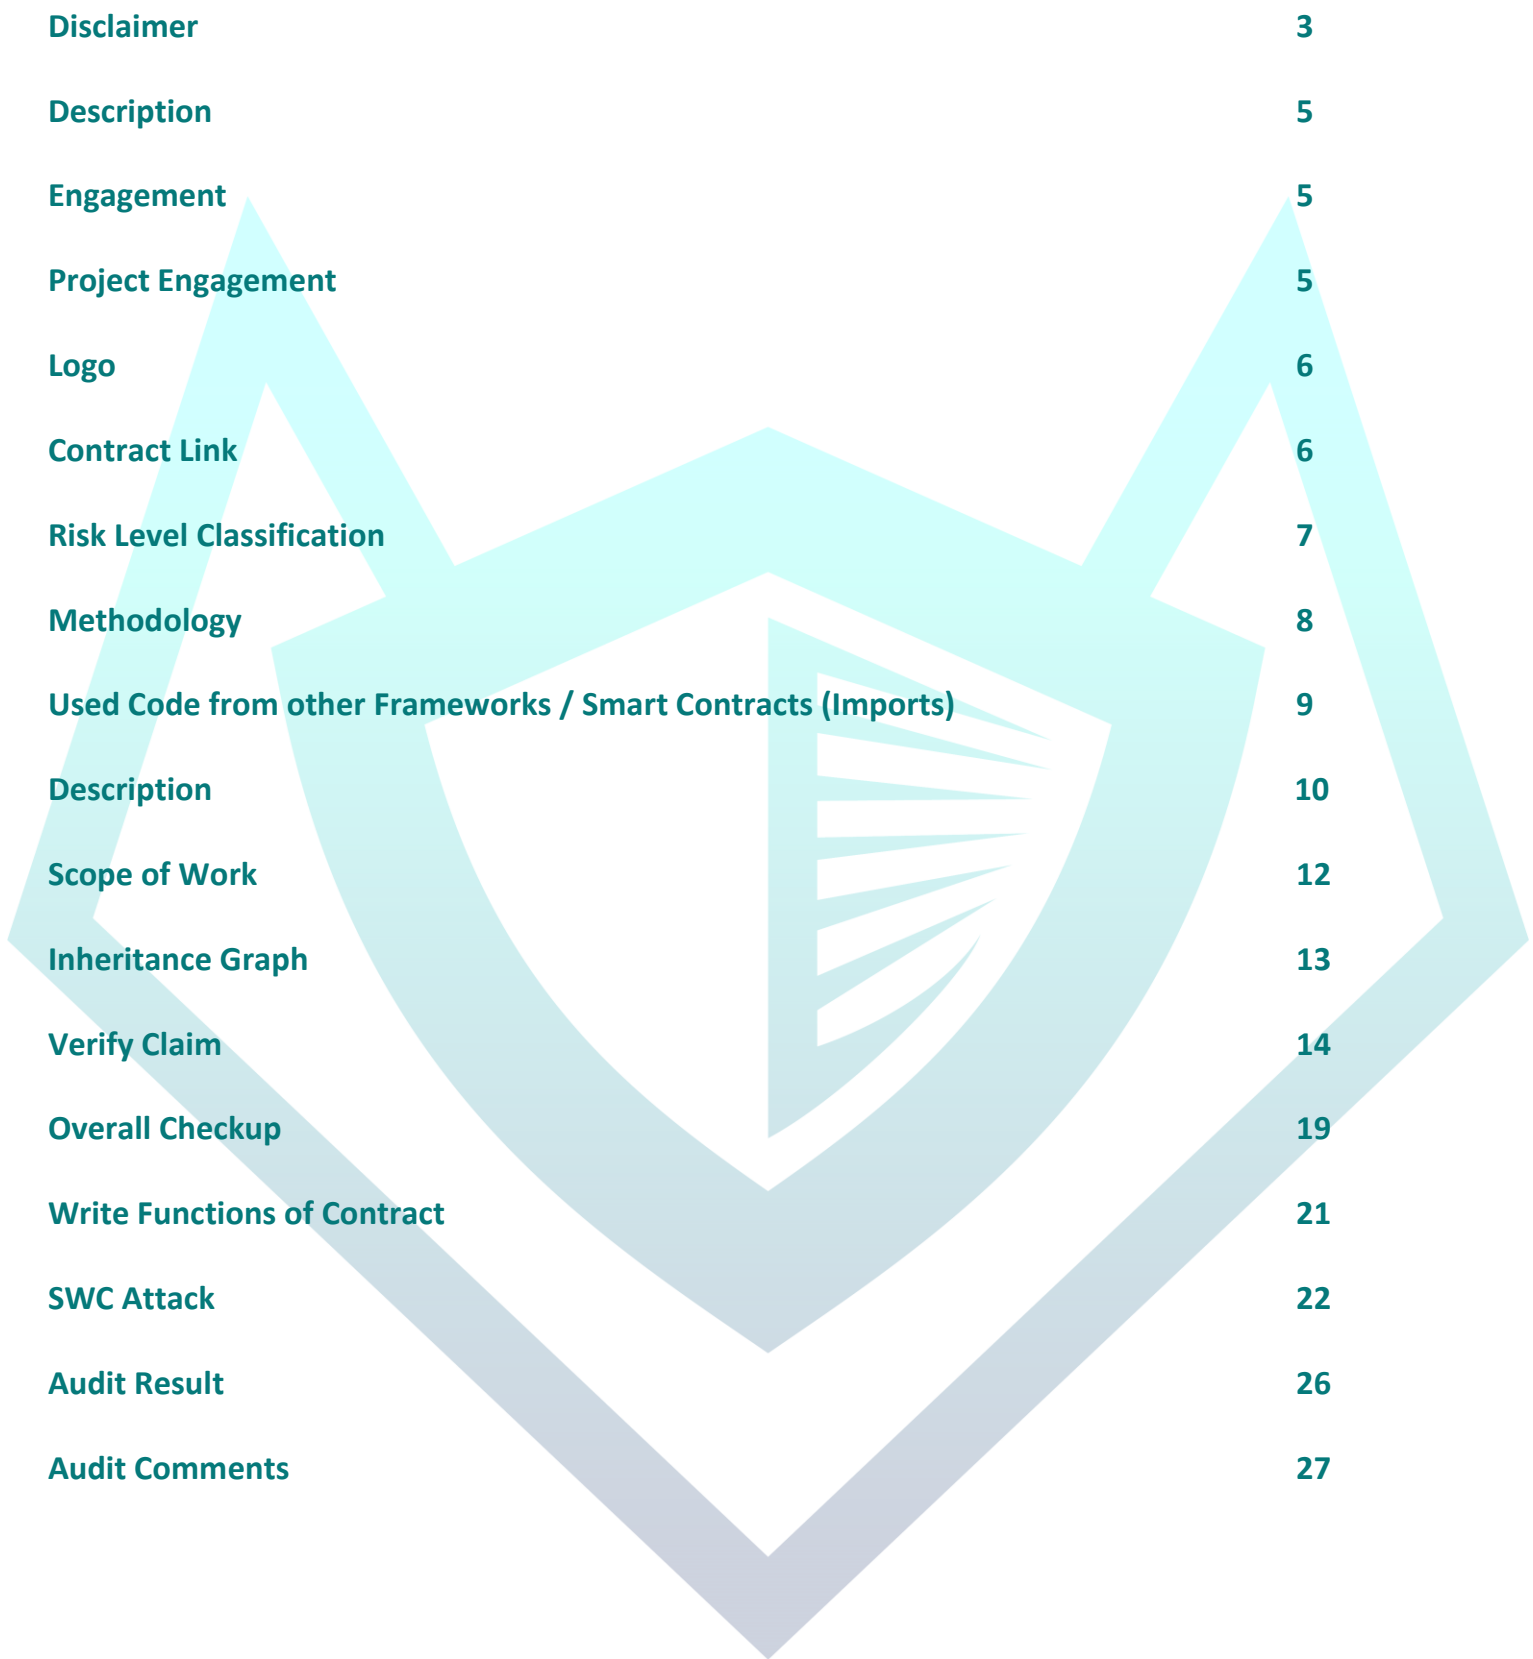 Disclaimer 3
Description 5
Engagement 5
Project Engagement 5
Logo 6
Contract Link 6
Risk Level Classification 7
Methodology 8
Used Code from other Frameworks / Smart Contracts (Imports) 9
Description 10
Scope of Work 12
Inheritance Graph 13
Verify Claim 14
Overall Checkup 19
Write Functions of Contract 21
SWC Attack 22
Audit Result 26
Audit Comments 27